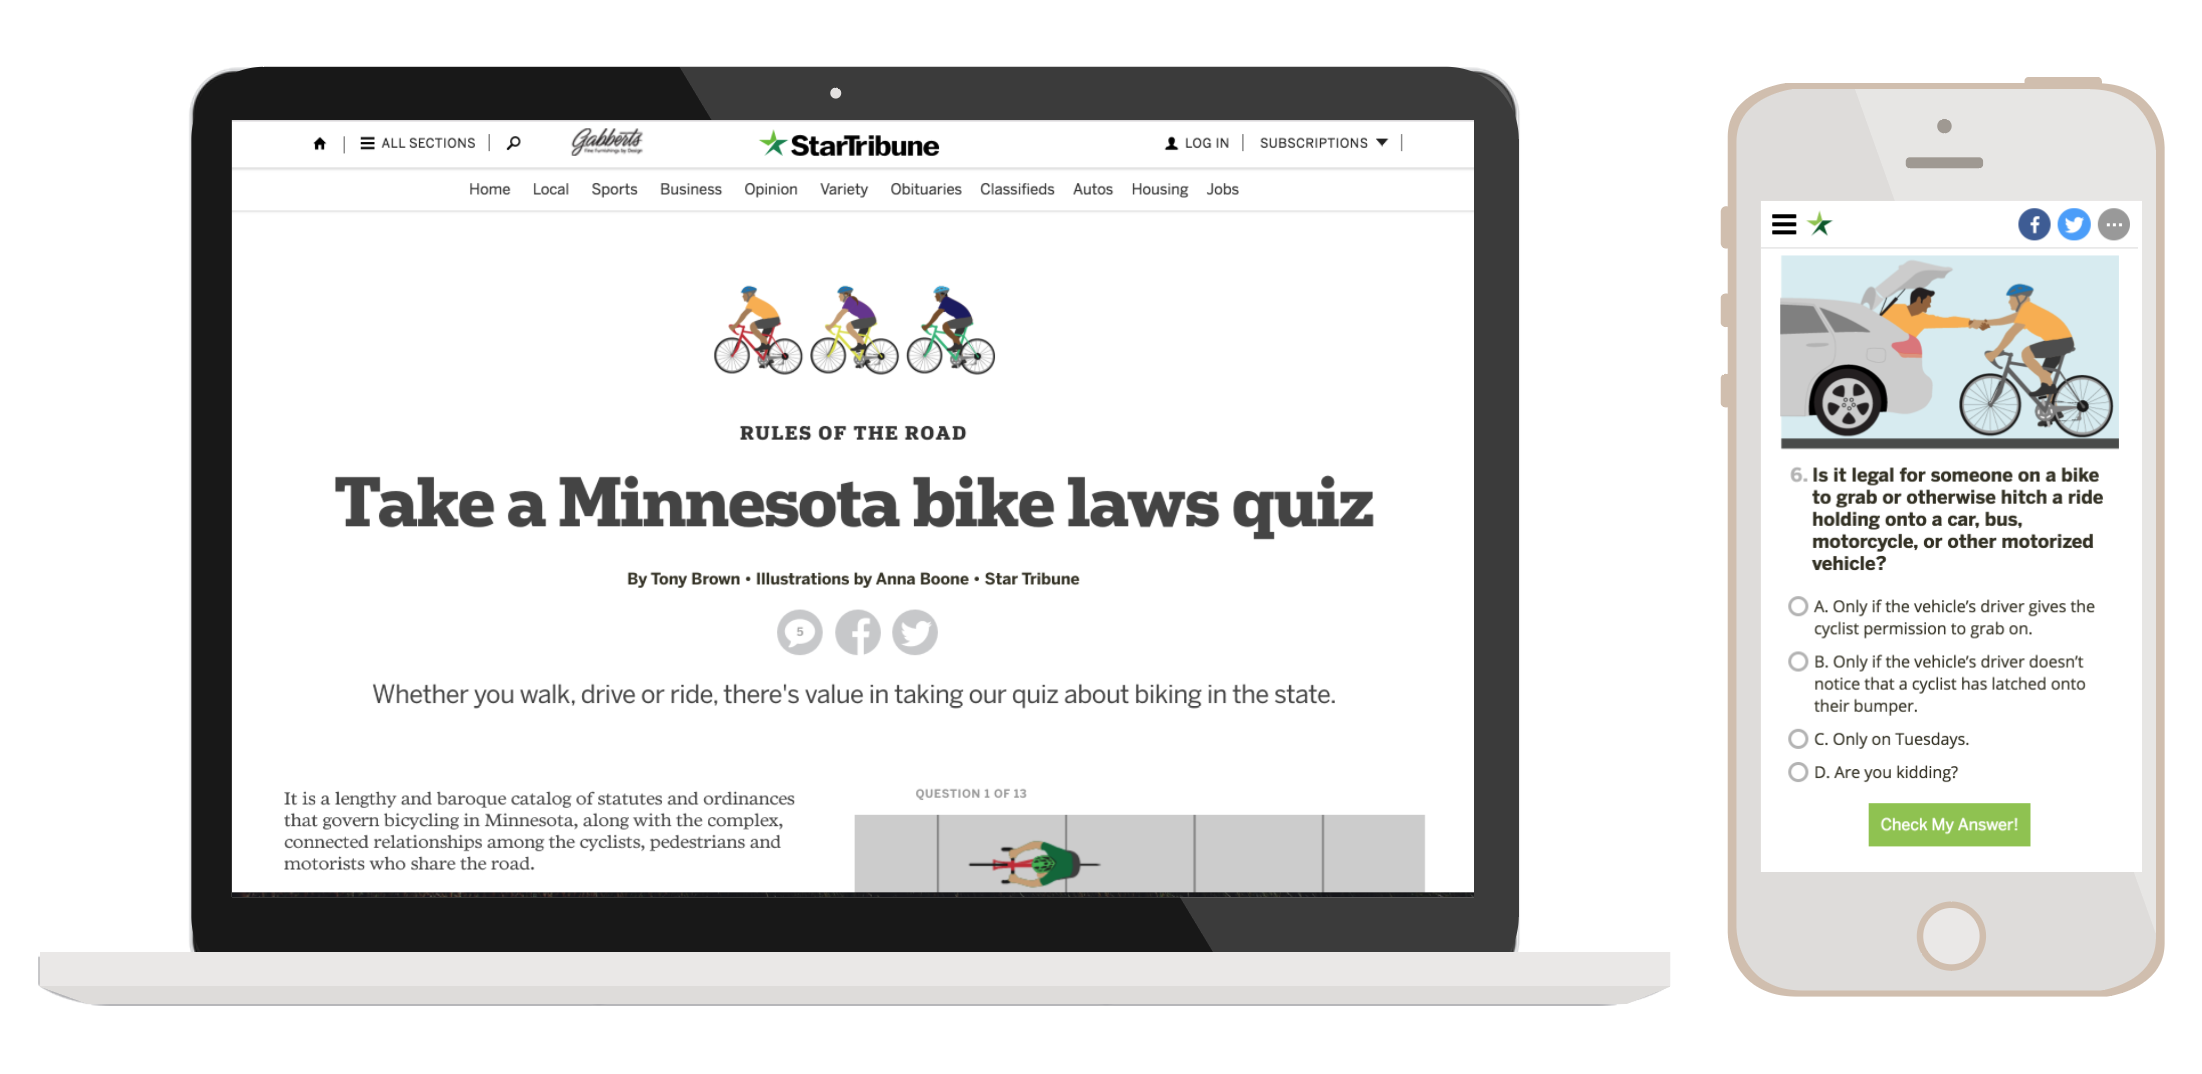 ALL SECTIONS
Gabberts
Fine Furnishings by Design
StarTribune
LOG IN
SUBSCRIPTIONS
Home Local Sports Business Opinion Variety Obituaries Classifieds Autos Housing Jobs
RULES OF THE ROAD
Take a Minnesota bike laws quiz
By Tony Brown • Illustrations by Anna Boone • Star Tribune
5
Whether you walk, drive or ride, there's value in taking our quiz about biking in the state.
It is a lengthy and baroque catalog of statutes and ordinances
that govern bicycling in Minnesota, along with the complex,
connected relationships among the cyclists, pedestrians and
motorists who share the road.
QUESTION 1 OF 13
6. Is it legal for someone on a bike
to grab or otherwise hitch a ride
holding onto a car, bus,
motorcycle, or other motorized
vehicle?
A. Only if the vehicle’s driver gives the
cyclist permission to grab on.
B. Only if the vehicle’s driver doesn’t
notice that a cyclist has latched onto
their bumper.
C. Only on Tuesdays.
D. Are you kidding?
Check My Answer!